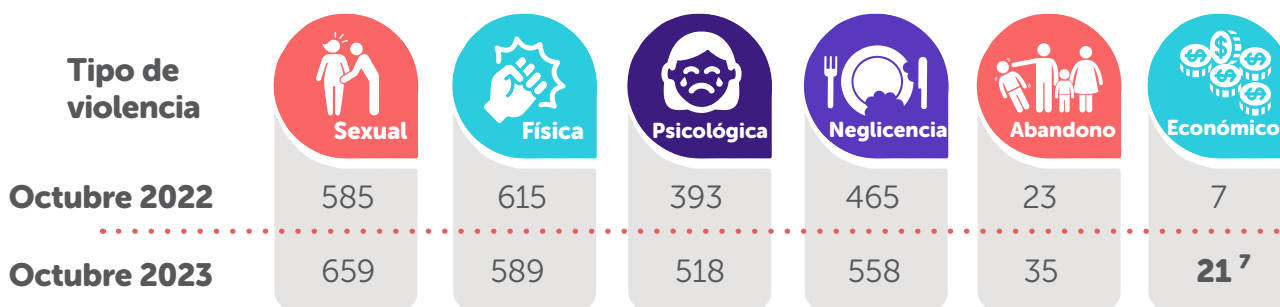 Tipo de
violencia
Sexual
Física
Psicológica
Neglicencia
Abandono
Económico
Octubre 2022 585 615 393 465 23 7
Octubre 2023 659 589 518 558 35 21 ⁷